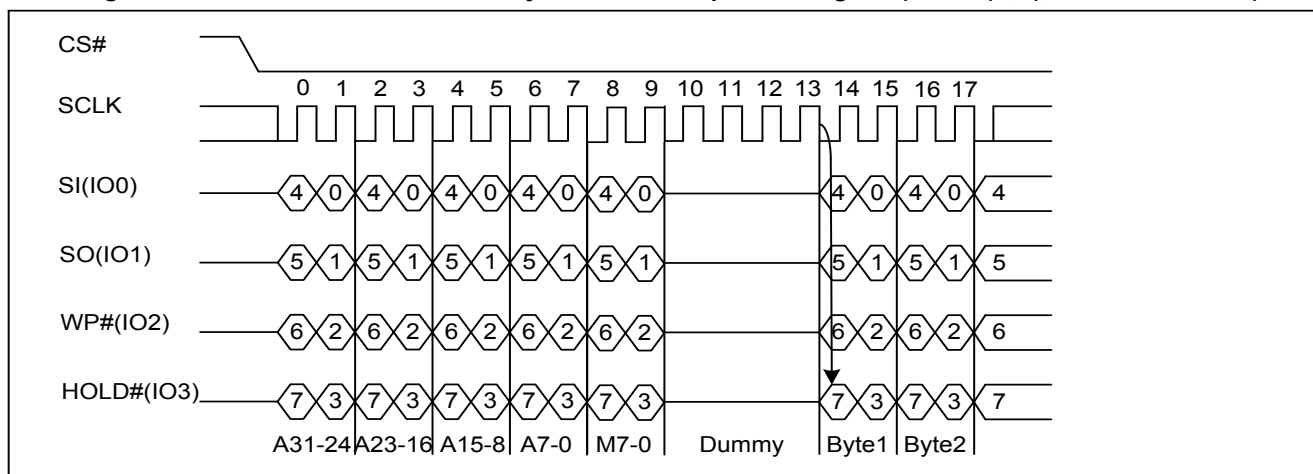 CS#
0 1 2 3 4 5 6 7 8 9 10 11 12 13 14 15 16 17
SCLK
SI(IO0) 4 0 4 0 4 0 4 0 4 0 4 0 4 0 4
SO(IO1) 5 1 5 1 5 1 5 1 5 1 5 1 5 1 5
WP#(IO2) 6 2 6 2 6 2 6 2 6 2 6 2 6 2 6
HOLD#(IO3) 7 3 7 3 7 3 7 3 7 3 7 3 7 3 7
A31-24 A23-16 A15-8 A7-0 M7-0 Dummy Byte1 Byte2